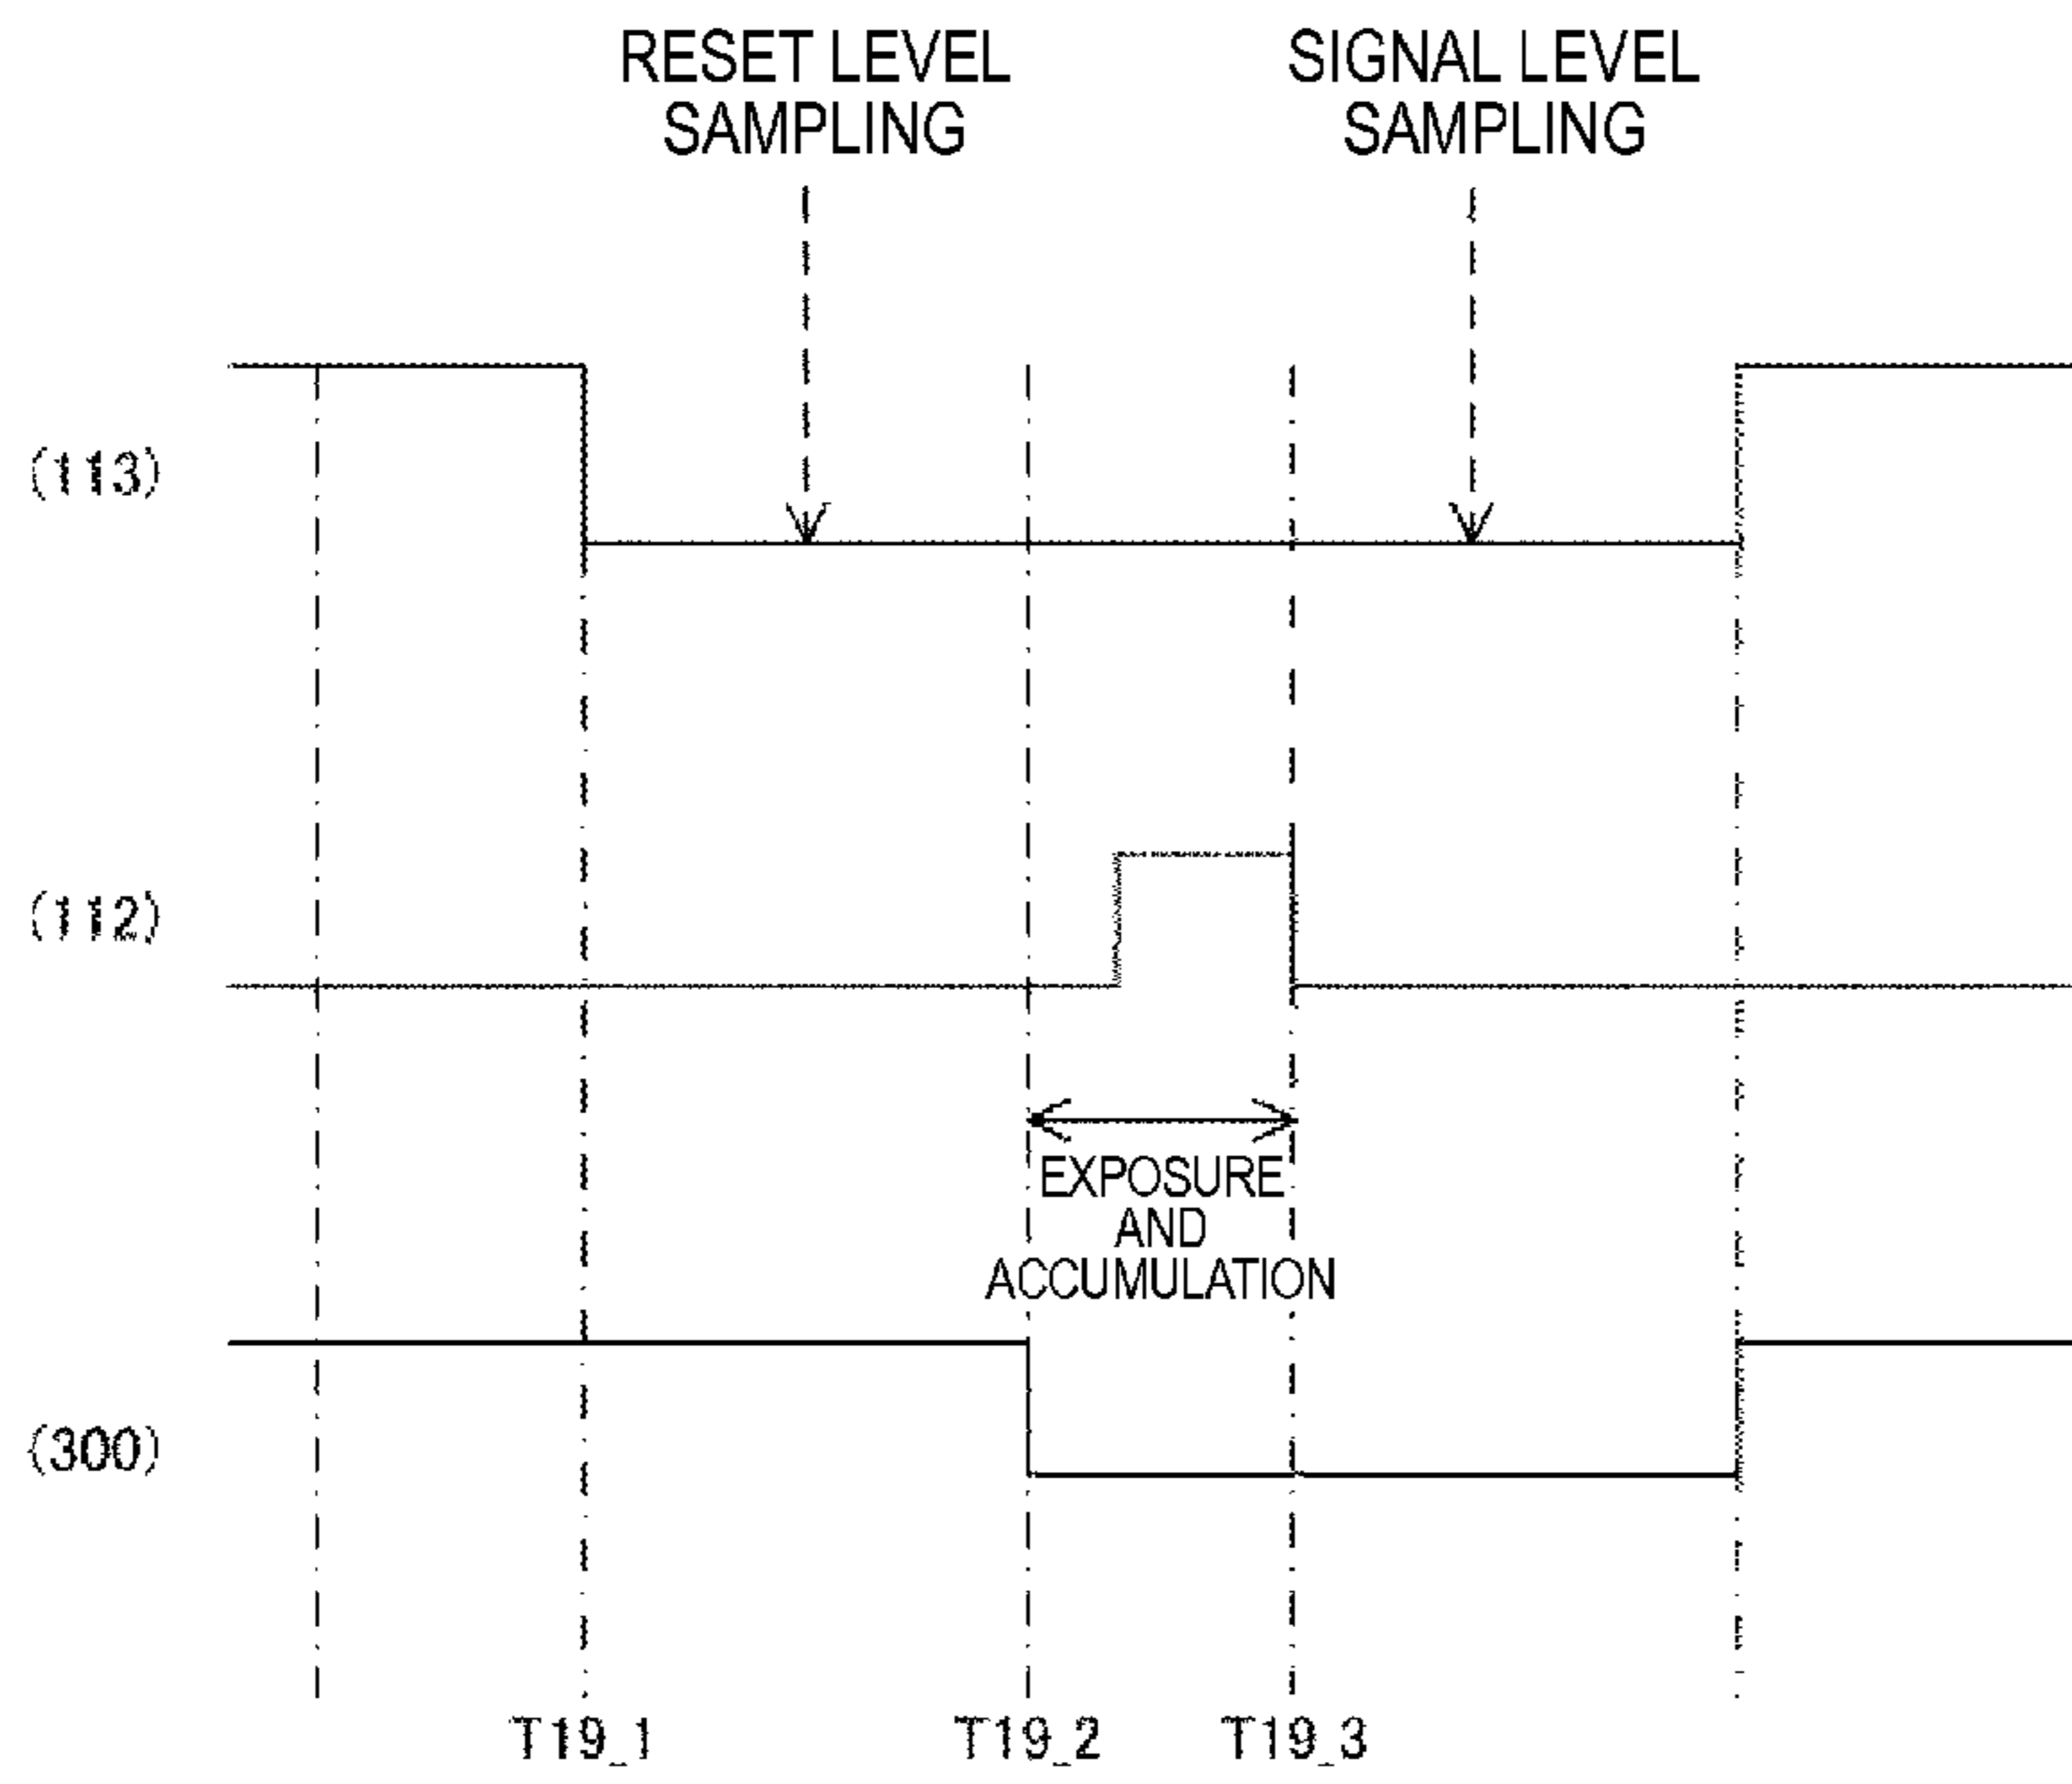 RESET LEVEL
SAMPLING
SIGNAL LEVEL
SAMPLING
(113)
(112)
EXPOSURE
AND
ACCUMULATION
(300)
T19_1
T19_2
T19_3